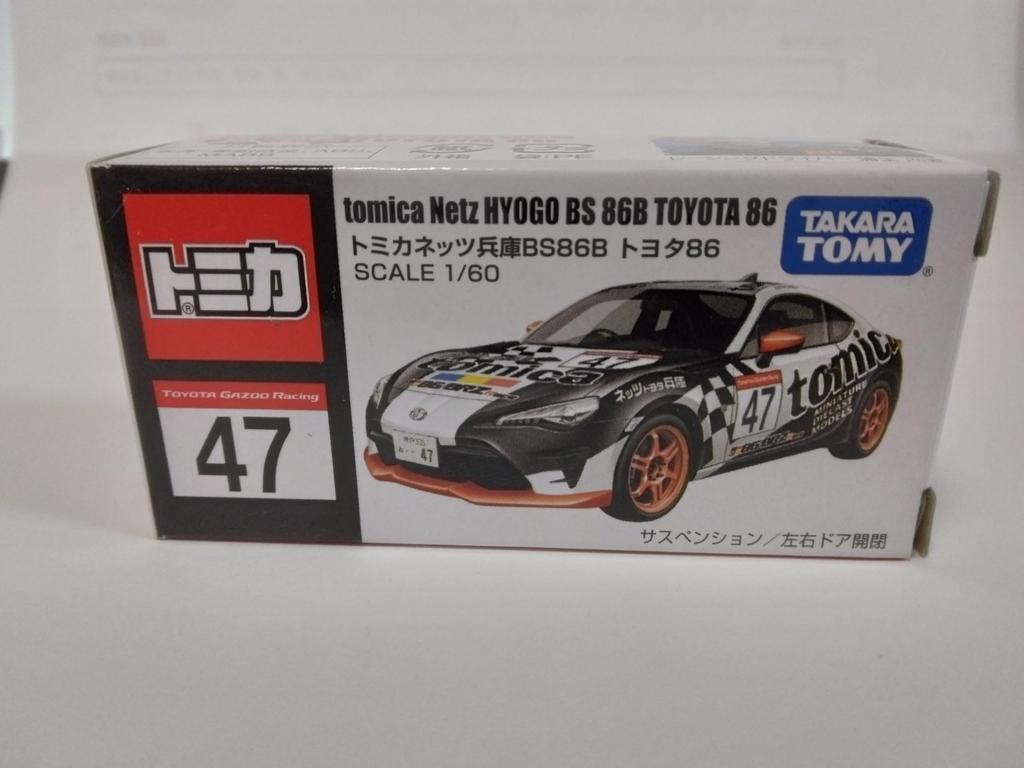 tomica Netz HYOGO BS 86B TOYOTA 86
トミカネッツ兵庫BS86B トヨタ86
SCALE 1/60
TAKARA
TOMY
®
トミカ
®
TOYOTA GAZOO Racing
47
tomica
47
ネッツトヨタ兵庫
47
47
tomica
MINIATURE
DIECAST
MODELS
サスペンション／左右ドア開閉